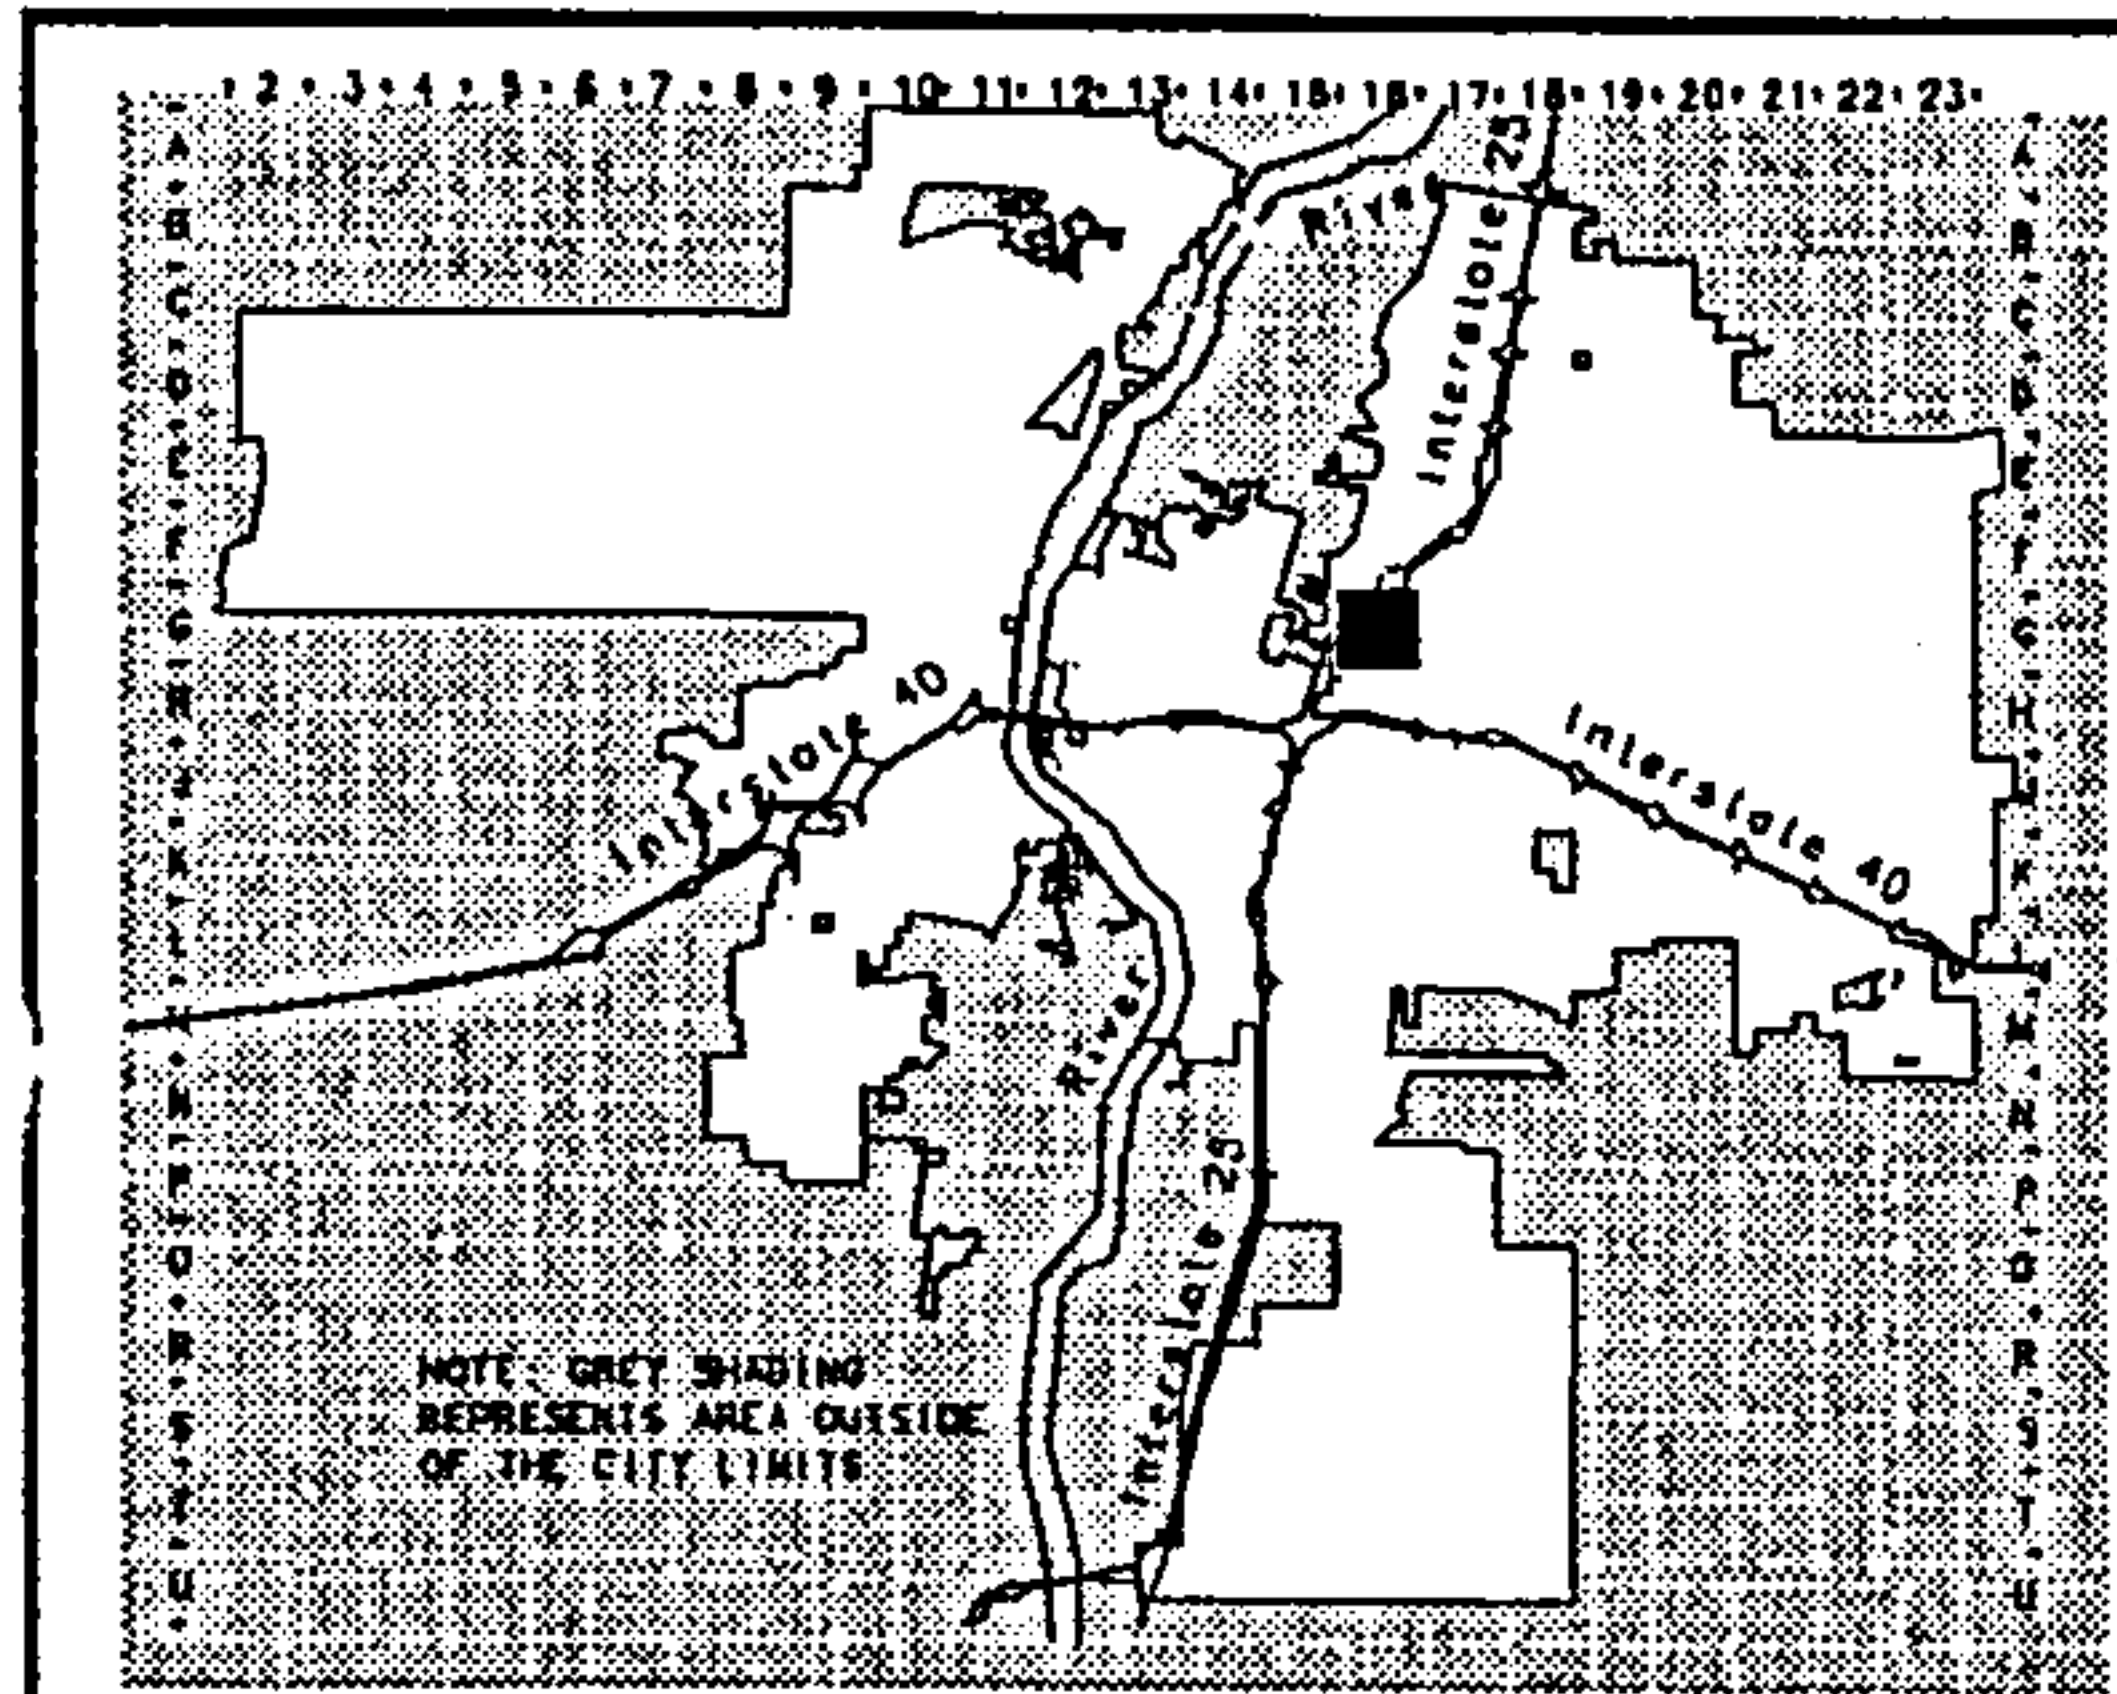 2 3 4 5 6 7 8 9 10 11 12 13 14 15 16 17 18 19 20 21 22 23
Interstate 25
River
Interstate 40
Interstate 40
River
Interstate 25
NOTE: GREY SHADING
REPRESENTS AREA OUTSIDE
OF THE CITY LIMITS
A B C D E F G H J K L M N P Q R S T U
A B C D E F G H J K L M N P Q R S T U